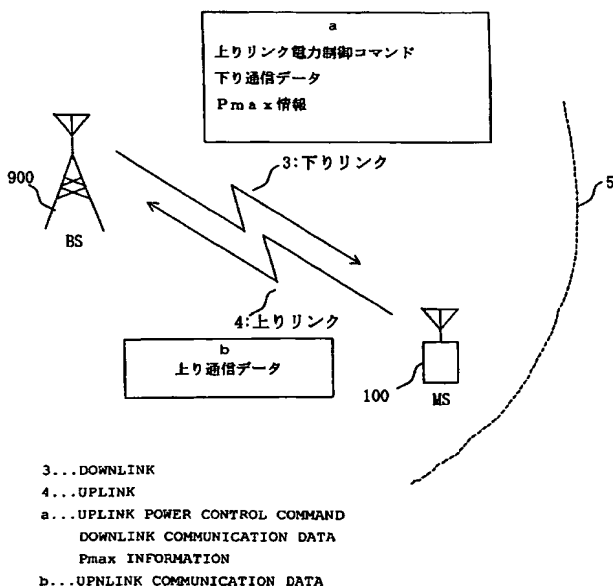 a
上りリンク電力制御コマンド
下り通信データ
Pmax情報
3:下りリンク
5
900
BS
4:上りリンク
b
上り通信データ
100
MS
3...DOWNLINK
4...UPLINK
a...UPLINK POWER CONTROL COMMAND
DOWNLINK COMMUNICATION DATA
Pmax INFORMATION
b...UPNLINK COMMUNICATION DATA